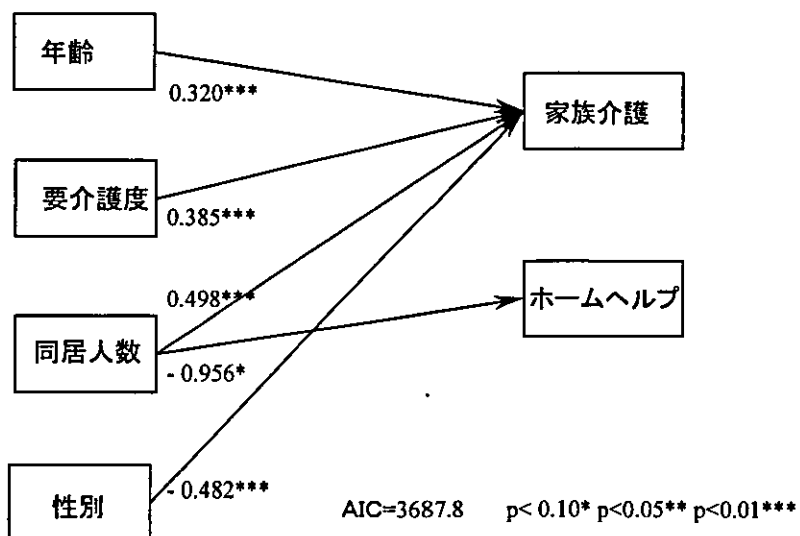 年齢
0.320***
家族介護
要介護度
0.385***
0.498***
ホームヘルプ
同居人数
- 0.956*
- 0.482***
性別
AIC=3687.8 p< 0.10* p<0.05** p<0.01***